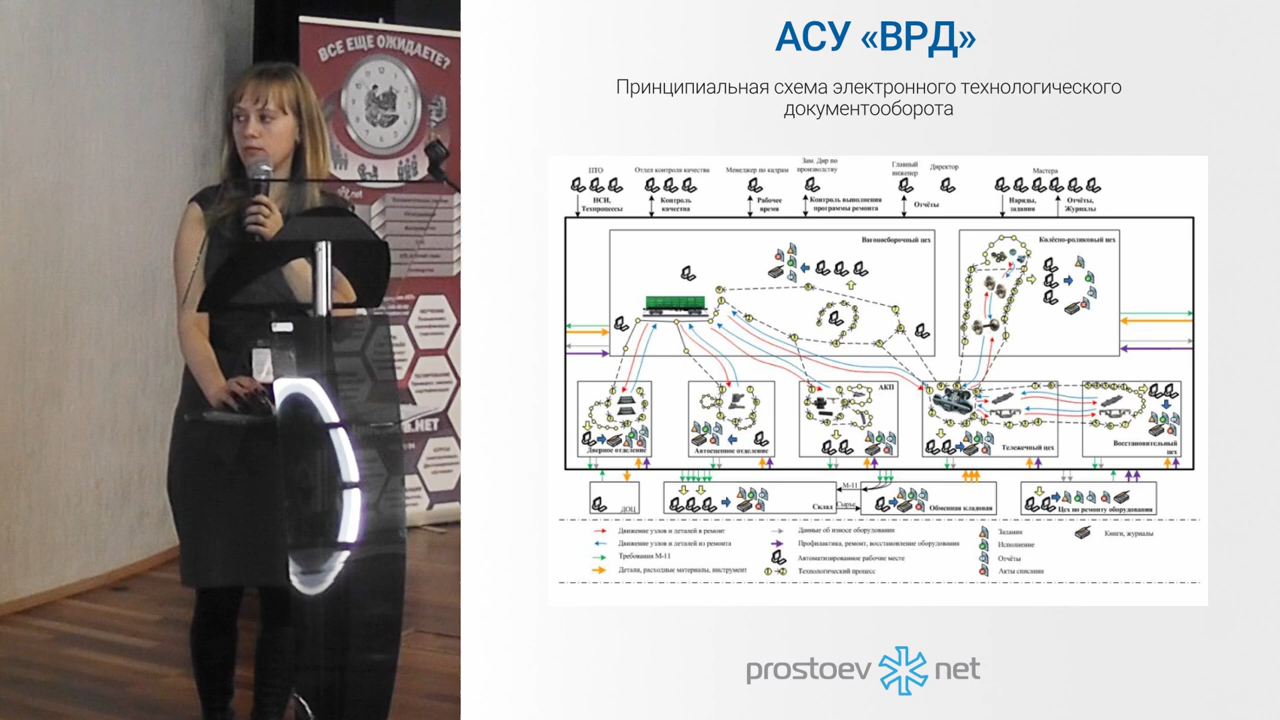 ВСЕ ЕЩЕ ОЖИДАЕТЕ?
.net
В.NET
АСУ «ВРД»
Принципиальная схема электронного технологического
документооборота
ПТО
Отдел контроля качества
Менеджер по кадрам
Зам. Дир по
производству
Главный
инженер
Директор
Мастера
НСИ,
Техпроцессы
Контроль
качества
Рабочее
время
Контроль выполнения
программы ремонта
Отчёты
Наряды,
задания
Отчёты,
Журналы
Вагоносборочный цех
Колёсно-роликовый цех
АКП
Дверное отделение
Автосцепное отделение
Тележечный цех
Восстановительный
цех
ДОЦ
Склад
М-11
Сырье
Обменная кладовая
Цех по ремонту оборудования
Движение узлов и деталей в ремонт
Движение узлов и деталей из ремонта
Требования М-11
Детали, расходные материалы, инструмент
Данные об износе оборудования
Профилактика, ремонт, восстановление оборудования
Автоматизированное рабочие место
Технологический процесс
Задания
Исполнение
Отчёты
Акты списания
Книги, журналы
prostoev net